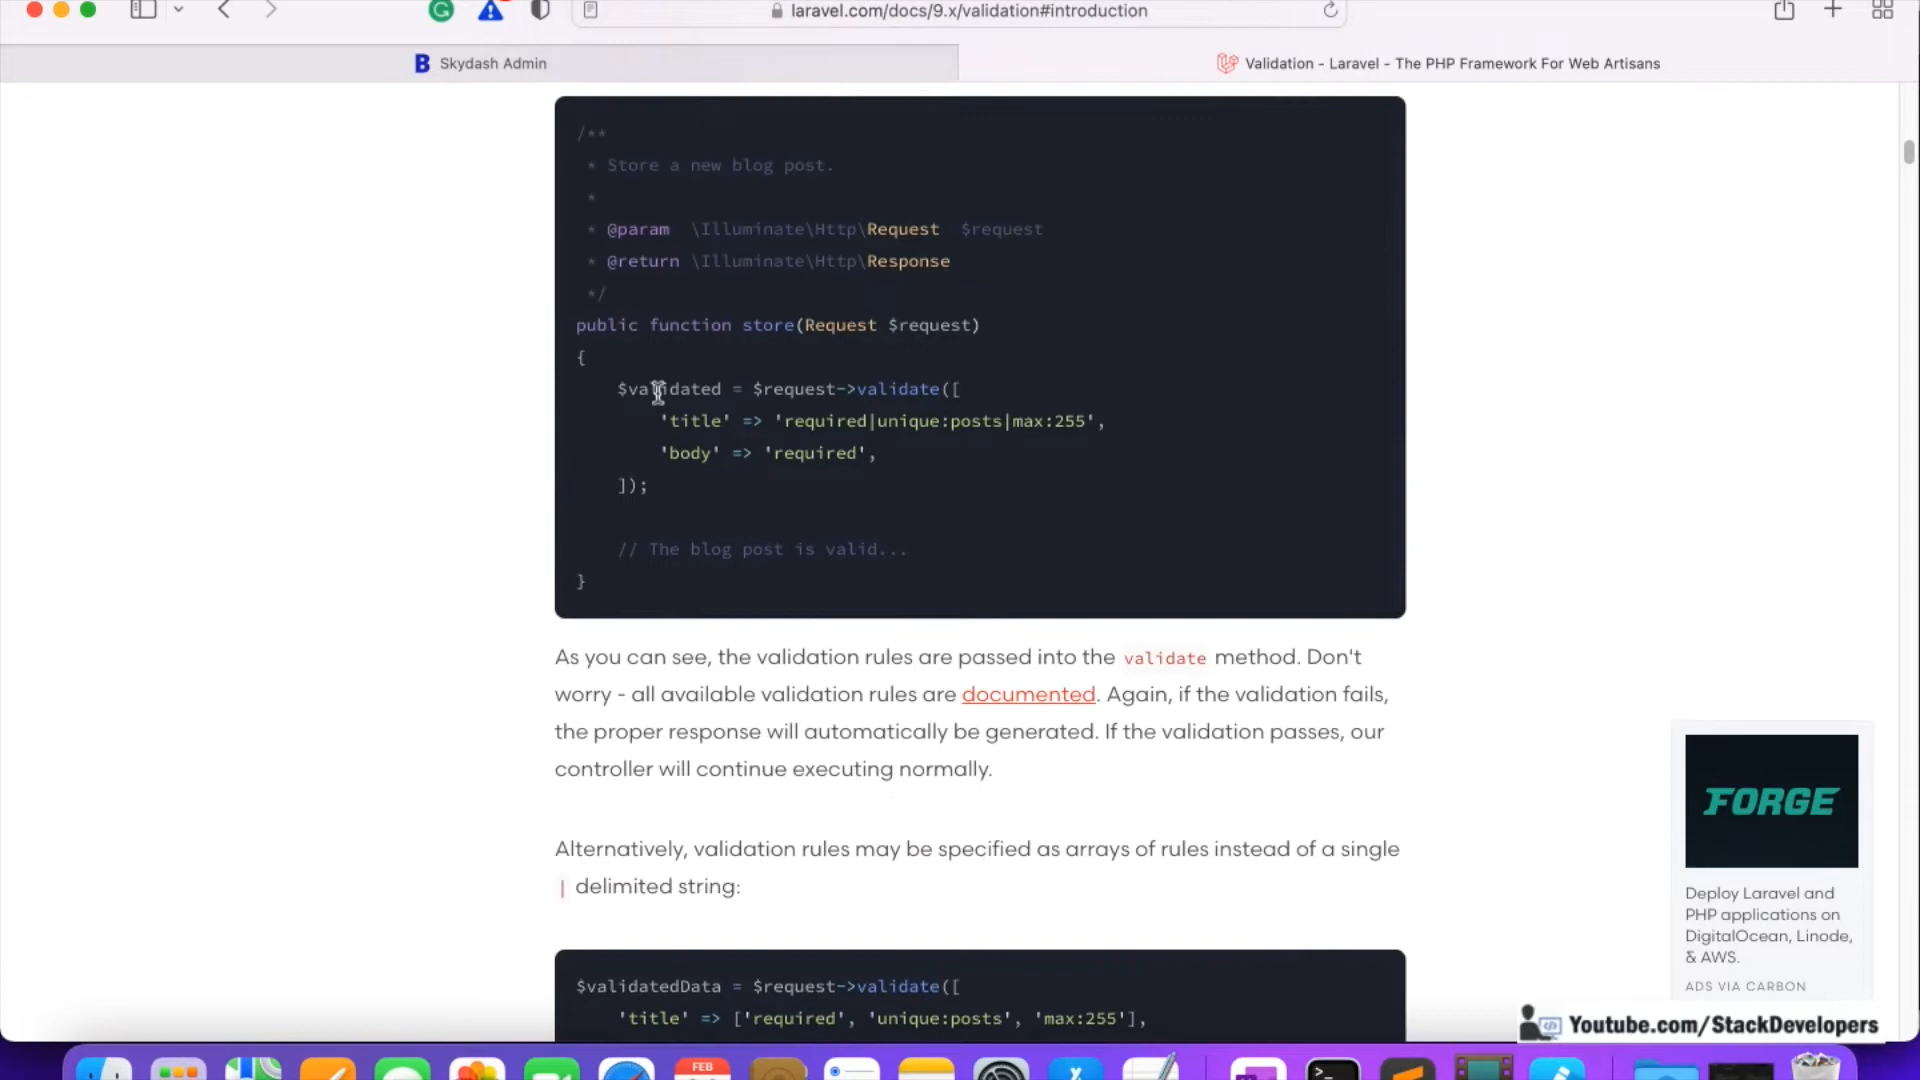 laravel.com/docs/9.x/validation#introduction
Skydash Admin
Validation - Laravel - The PHP Framework For Web Artisans
/**
* Store a new blog post.
*
* @param \Illuminate\Http\Request $request
* @return \Illuminate\Http\Response
*/
public function store(Request $request)
{
$validated = $request->validate([
'title' => 'required|unique:posts|max:255',
'body' => 'required',
]);
// The blog post is valid...
}
As you can see, the validation rules are passed into the validate method. Don't
worry - all available validation rules are documented. Again, if the validation fails,
the proper response will automatically be generated. If the validation passes, our
controller will continue executing normally.
Alternatively, validation rules may be specified as arrays of rules instead of a single
| delimited string:
$validatedData = $request->validate([
'title' => ['required', 'unique:posts', 'max:255'],
FORGE
Deploy Laravel and
PHP applications on
DigitalOcean, Linode,
& AWS.
ADS VIA CARBON
Youtube.com/StackDevelopers
FEB